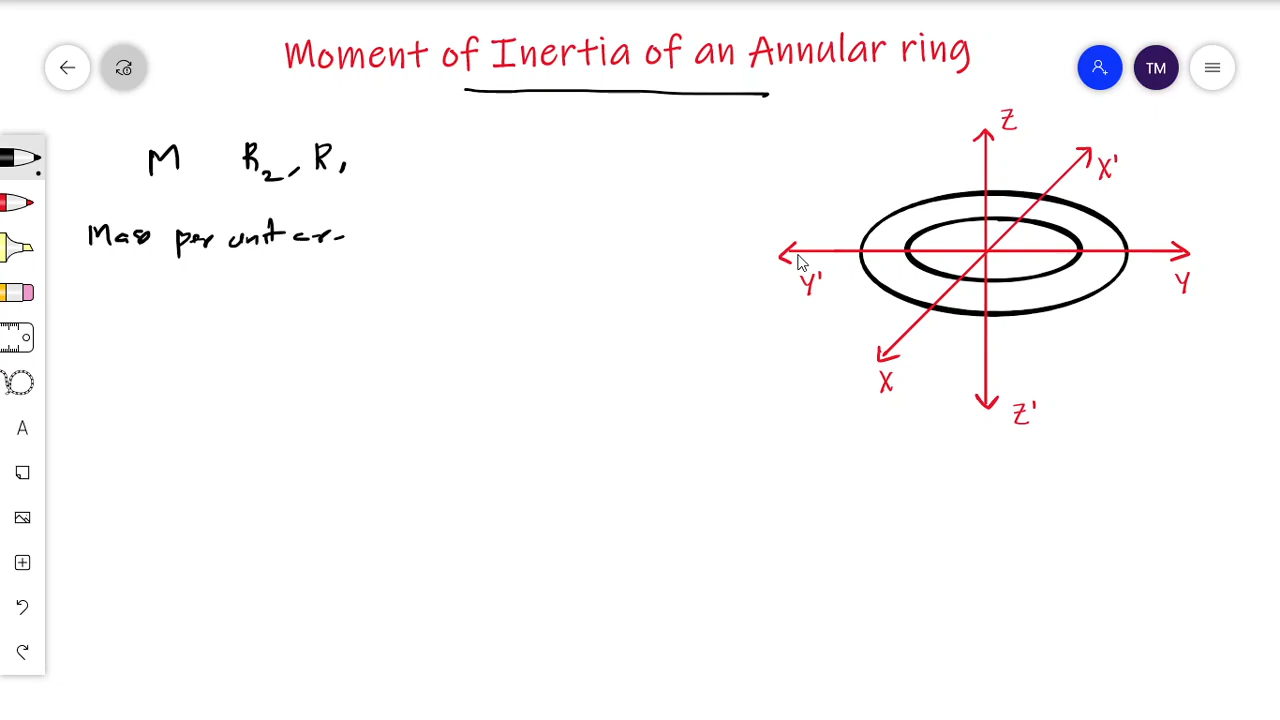 Moment of Inertia of an Annular ring
TM
M R₂, R₁
Mass per unit ar
Z
X'
Y'
Y
X
Z'
A